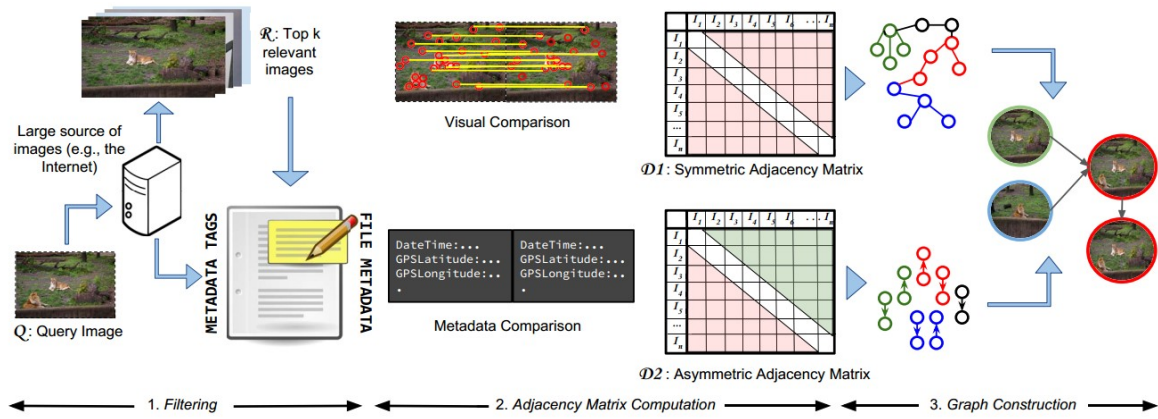 R: Top k
relevant
images
Large source of
images (e.g., the
Internet)
Q: Query Image
METADATA TAGS
FILE METADATA
Visual Comparison
DateTime:...
GPSLatitude:..
GPSLongitude:..
.
DateTime:...
GPSLatitude:..
GPSLongitude:..
.
Metadata Comparison
I1 I2 I3 I4 I5 I6 ... In
I1
I2
I3
I4
I5
...
In
D1: Symmetric Adjacency Matrix
I1 I2 I3 I4 I5 I6 ... In
I1
I2
I3
I4
I5
...
In
D2: Asymmetric Adjacency Matrix
1. Filtering
2. Adjacency Matrix Computation
3. Graph Construction